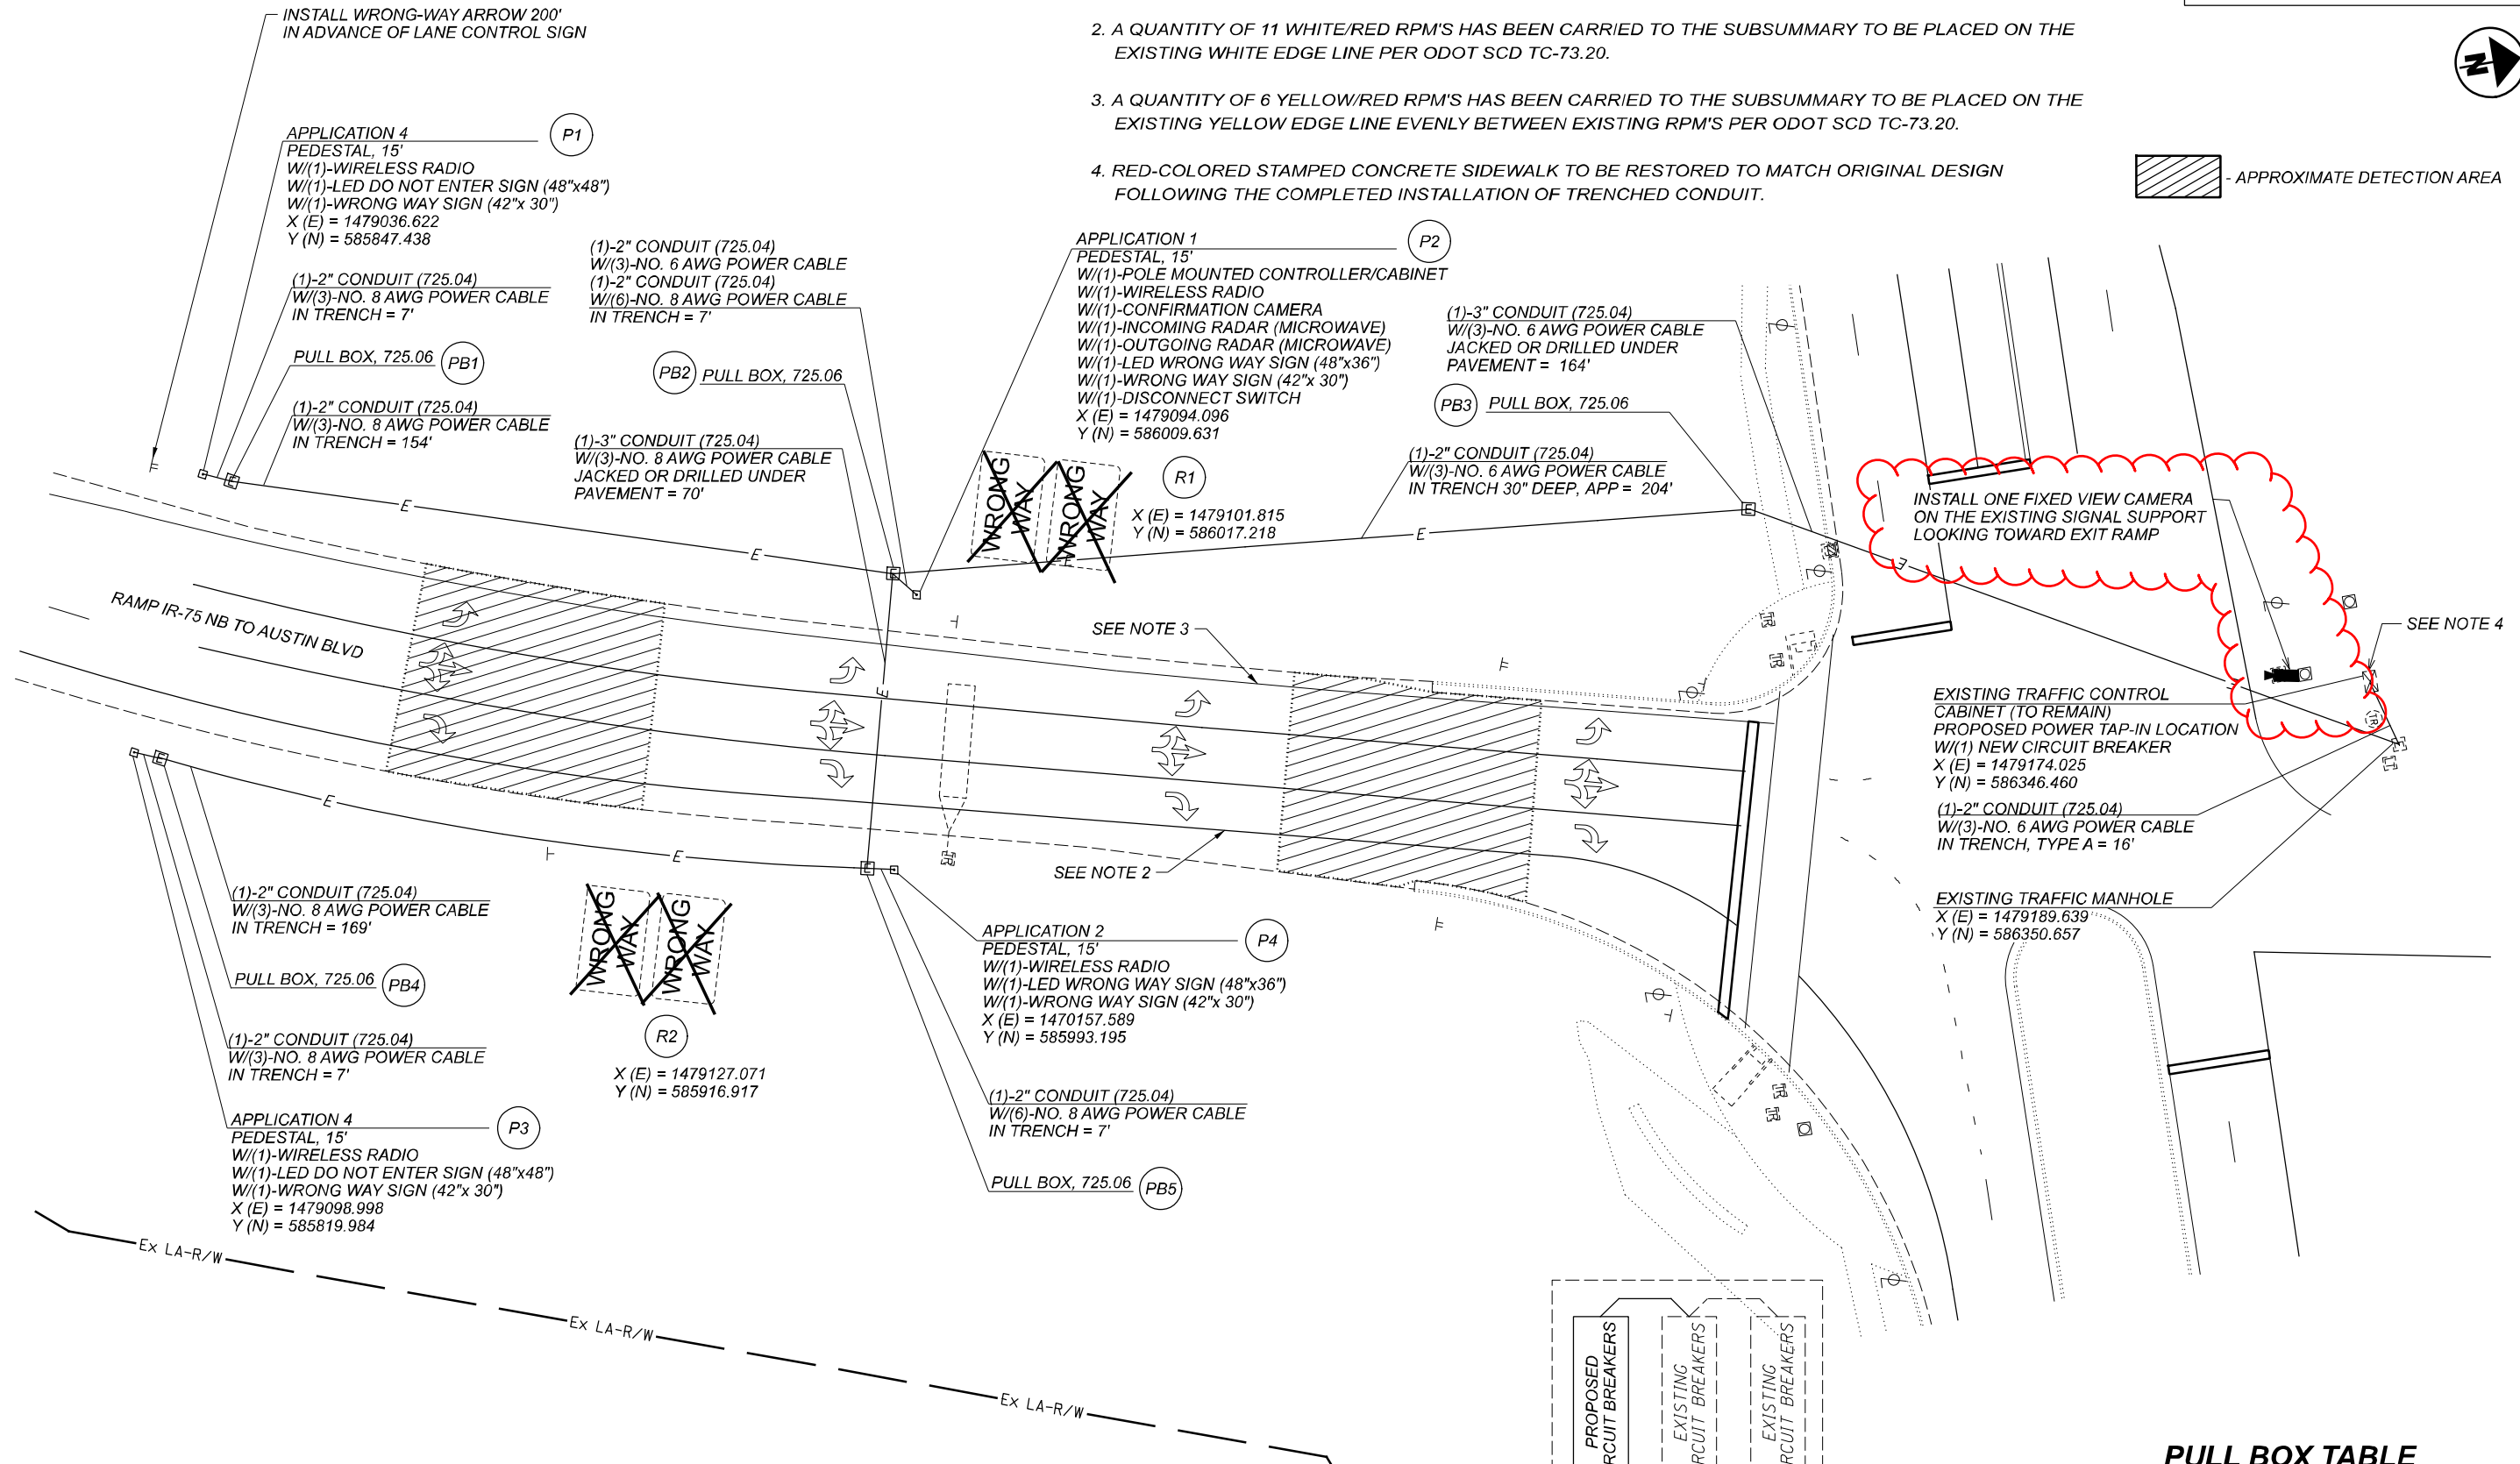 INSTALL WRONG-WAY ARROW 200'
IN ADVANCE OF LANE CONTROL SIGN
2. A QUANTITY OF 11 WHITE/RED RPM'S HAS BEEN CARRIED TO THE SUBSUMMARY TO BE PLACED ON THE
EXISTING WHITE EDGE LINE PER ODOT SCD TC-73.20.
3. A QUANTITY OF 6 YELLOW/RED RPM'S HAS BEEN CARRIED TO THE SUBSUMMARY TO BE PLACED ON THE
EXISTING YELLOW EDGE LINE EVENLY BETWEEN EXISTING RPM'S PER ODOT SCD TC-73.20.
4. RED-COLORED STAMPED CONCRETE SIDEWALK TO BE RESTORED TO MATCH ORIGINAL DESIGN
FOLLOWING THE COMPLETED INSTALLATION OF TRENCHED CONDUIT.
N
- APPROXIMATE DETECTION AREA
APPLICATION 4
P1
PEDESTAL, 15'
W/(1)-WIRELESS RADIO
W/(1)-LED DO NOT ENTER SIGN (48"x48")
W/(1)-WRONG WAY SIGN (42"x 30")
X (E) = 1479036.622
Y (N) = 585847.438
(1)-2" CONDUIT (725.04)
W/(3)-NO. 8 AWG POWER CABLE
IN TRENCH = 7'
PULL BOX, 725.06
PB1
(1)-2" CONDUIT (725.04)
W/(3)-NO. 8 AWG POWER CABLE
IN TRENCH = 154'
(1)-2" CONDUIT (725.04)
W/(3)-NO. 6 AWG POWER CABLE
(1)-2" CONDUIT (725.04)
W/(6)-NO. 8 AWG POWER CABLE
IN TRENCH = 7'
PB2
PULL BOX, 725.06
(1)-3" CONDUIT (725.04)
W/(3)-NO. 8 AWG POWER CABLE
JACKED OR DRILLED UNDER
PAVEMENT = 70'
APPLICATION 1
P2
PEDESTAL, 15'
W/(1)-POLE MOUNTED CONTROLLER/CABINET
W/(1)-WIRELESS RADIO
W/(1)-CONFIRMATION CAMERA
W/(1)-INCOMING RADAR (MICROWAVE)
W/(1)-OUTGOING RADAR (MICROWAVE)
W/(1)-LED WRONG WAY SIGN (48"x36")
W/(1)-WRONG WAY SIGN (42"x 30")
W/(1)-DISCONNECT SWITCH
X (E) = 1479094.096
Y (N) = 586009.631
WRONG
WAY
WRONG
WAY
R1
X (E) = 1479101.815
Y (N) = 586017.218
(1)-3" CONDUIT (725.04)
W/(3)-NO. 6 AWG POWER CABLE
JACKED OR DRILLED UNDER
PAVEMENT = 164'
PB3
PULL BOX, 725.06
(1)-2" CONDUIT (725.04)
W/(3)-NO. 6 AWG POWER CABLE
IN TRENCH 30" DEEP, APP = 204'
INSTALL ONE FIXED VIEW CAMERA
ON THE EXISTING SIGNAL SUPPORT
LOOKING TOWARD EXIT RAMP
SEE NOTE 4
E
E
E
E
E
E
E
E
E
E
E
E
E
TR
TR
TR
TR
TR
TR
T
RAMP IR-75 NB TO AUSTIN BLVD
SEE NOTE 3
SEE NOTE 2
EXISTING TRAFFIC CONTROL
CABINET (TO REMAIN)
PROPOSED POWER TAP-IN LOCATION
W/(1) NEW CIRCUIT BREAKER
X (E) = 1479174.025
Y (N) = 586346.460
(1)-2" CONDUIT (725.04)
W/(3)-NO. 6 AWG POWER CABLE
IN TRENCH, TYPE A = 16'
EXISTING TRAFFIC MANHOLE
X (E) = 1479189.639
Y (N) = 586350.657
(1)-2" CONDUIT (725.04)
W/(3)-NO. 8 AWG POWER CABLE
IN TRENCH = 169'
PULL BOX, 725.06
PB4
(1)-2" CONDUIT (725.04)
W/(3)-NO. 8 AWG POWER CABLE
IN TRENCH = 7'
APPLICATION 4
P3
PEDESTAL, 15'
W/(1)-WIRELESS RADIO
W/(1)-LED DO NOT ENTER SIGN (48"x48")
W/(1)-WRONG WAY SIGN (42"x 30")
X (E) = 1479098.998
Y (N) = 585819.984
WRONG
WAY
WRONG
WAY
R2
X (E) = 1479127.071
Y (N) = 585916.917
APPLICATION 2
P4
PEDESTAL, 15'
W/(1)-WIRELESS RADIO
W/(1)-LED WRONG WAY SIGN (48"x36")
W/(1)-WRONG WAY SIGN (42"x 30")
X (E) = 1470157.589
Y (N) = 585993.195
(1)-2" CONDUIT (725.04)
W/(6)-NO. 8 AWG POWER CABLE
IN TRENCH = 7'
PULL BOX, 725.06
PB5
Ex LA-R/W
Ex LA-R/W
Ex LA-R/W
PROPOSED
RCUIT BREAKERS
EXISTING
RCUIT BREAKERS
EXISTING
RCUIT BREAKERS
PULL BOX TABLE